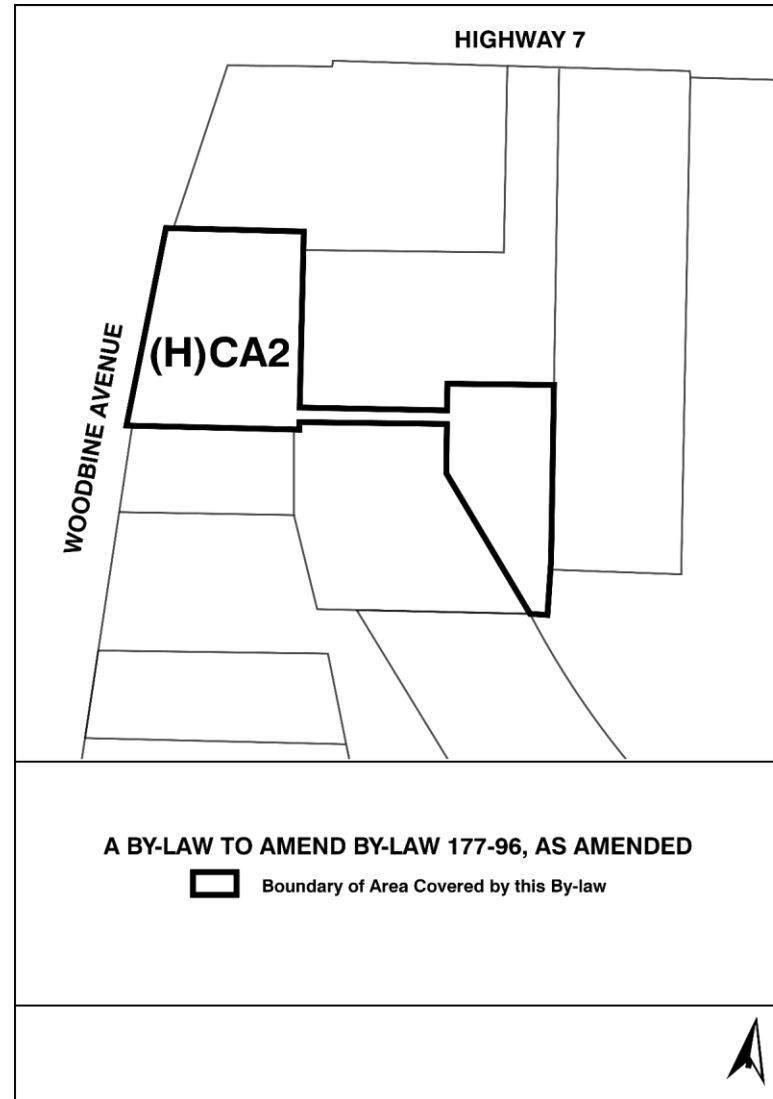 HIGHWAY 7
(H)CA2
WOODBINE AVENUE
A BY-LAW TO AMEND BY-LAW 177-96, AS AMENDED
Boundary of Area Covered by this By-law